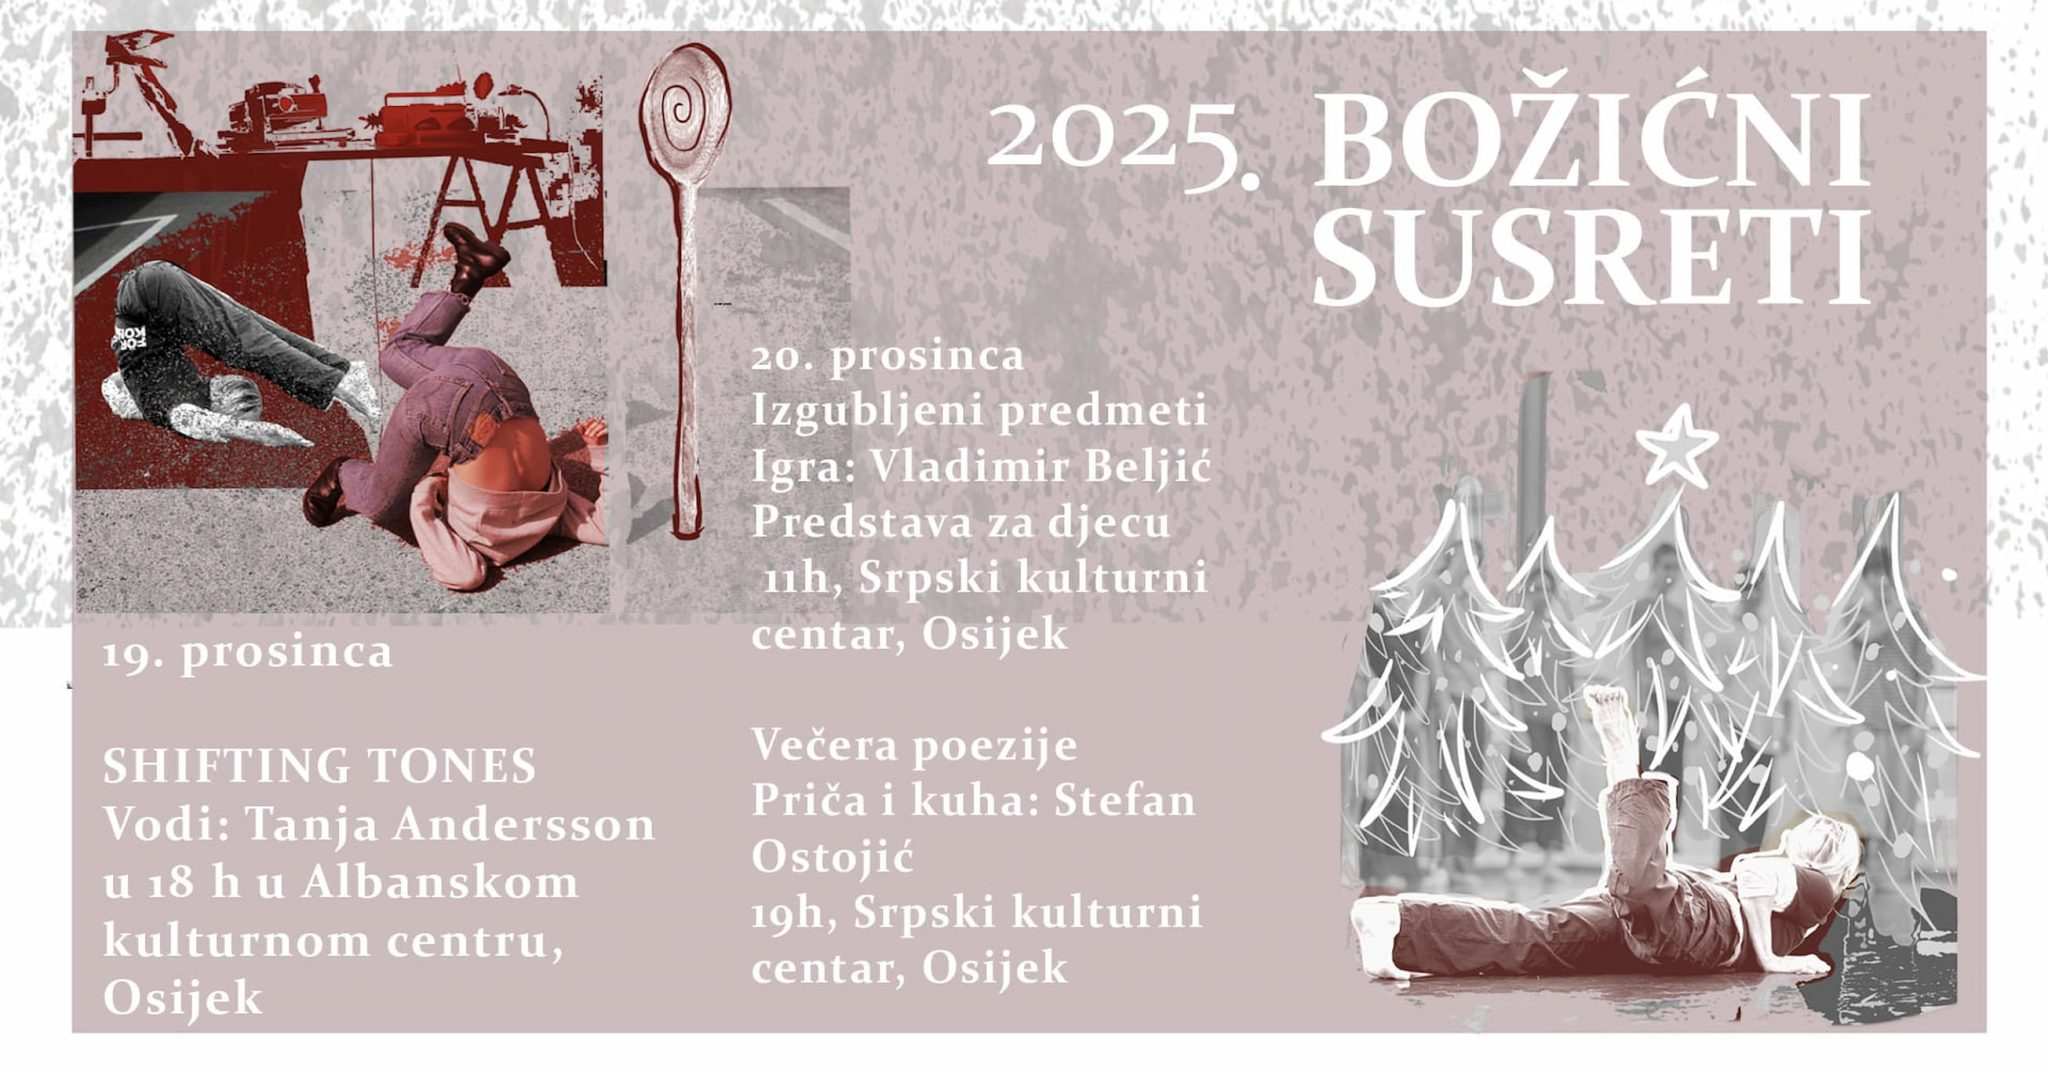 2025. BOŽIĆNI
SUSRETI
20. prosinca
Izgubljeni predmeti
Igra: Vladimir Beljić
Predstava za djecu
11h, Srpski kulturni
centar, Osijek
Večera poezije
Priča i kuha: Stefan
Ostojić
19h, Srpski kulturni
centar, Osijek
19. prosinca
SHIFTING TONES
Vodi: Tanja Andersson
u 18 h u Albanskom
kulturnom centru,
Osijek